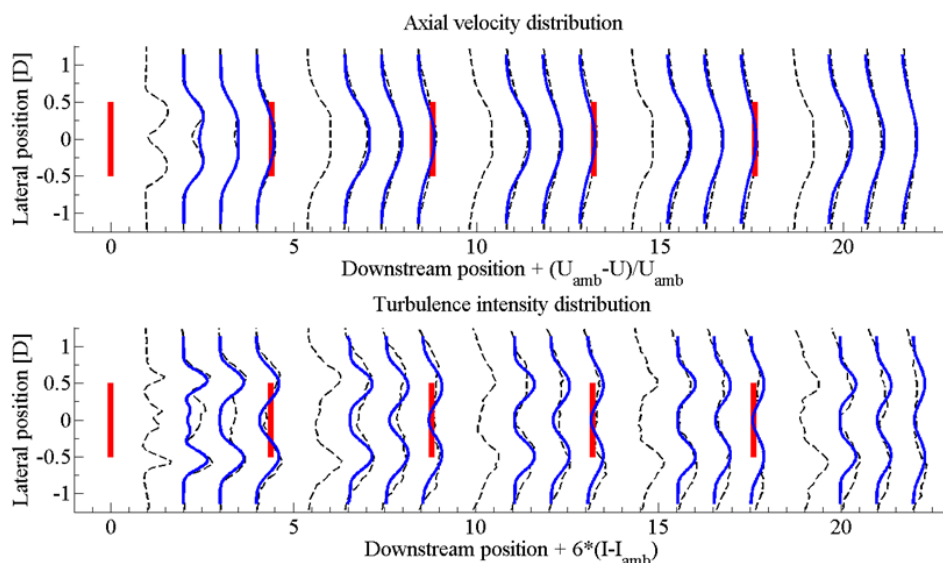 Axial velocity distribution
Lateral position [D]
1
0.5
0
-0.5
-1
0 5 10 15 20
Downstream position + (U_amb-U)/U_amb
Turbulence intensity distribution
Lateral position [D]
1
0.5
0
-0.5
-1
0 5 10 15 20
Downstream position + 6*(I-I_amb)